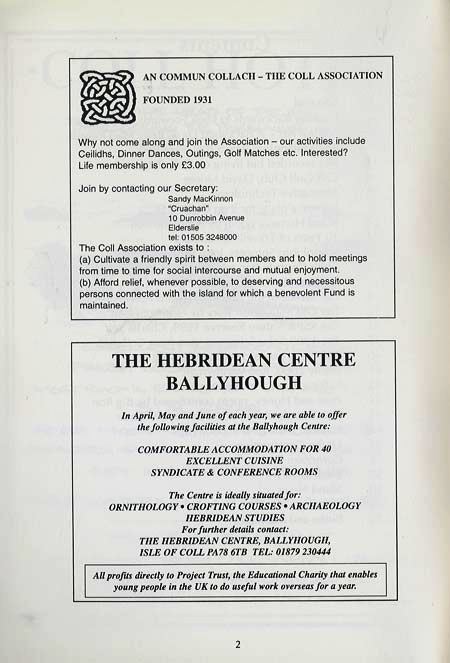 AN COMMUN COLLACH – THE COLL ASSOCIATION
FOUNDED 1931
Why not come along and join the Association – our activities include
Ceilidhs, Dinner Dances, Outings, Golf Matches etc. Interested?
Life membership is only £3.00
Join by contacting our Secretary:
Sandy MacKinnon
"Cruachan"
10 Dunrobbin Avenue
Elderslie
tel: 01505 3248000
The Coll Association exists to :
(a) Cultivate a friendly spirit between members and to hold meetings
from time to time for social intercourse and mutual enjoyment.
(b) Afford relief, whenever possible, to deserving and necessitous
persons connected with the island for which a benevolent Fund is
maintained.
THE HEBRIDEAN CENTRE
BALLYHOUGH
In April, May and June of each year, we are able to offer
the following facilities at the Ballyhough Centre:
COMFORTABLE ACCOMMODATION FOR 40
EXCELLENT CUISINE
SYNDICATE & CONFERENCE ROOMS
The Centre is ideally situated for:
ORNITHOLOGY • CROFTING COURSES • ARCHAEOLOGY
HEBRIDEAN STUDIES
For further details contact:
THE HEBRIDEAN CENTRE, BALLYHOUGH,
ISLE OF COLL PA78 6TB TEL: 01879 230444
All profits directly to Project Trust, the Educational Charity that enables
young people in the UK to do useful work overseas for a year.
2